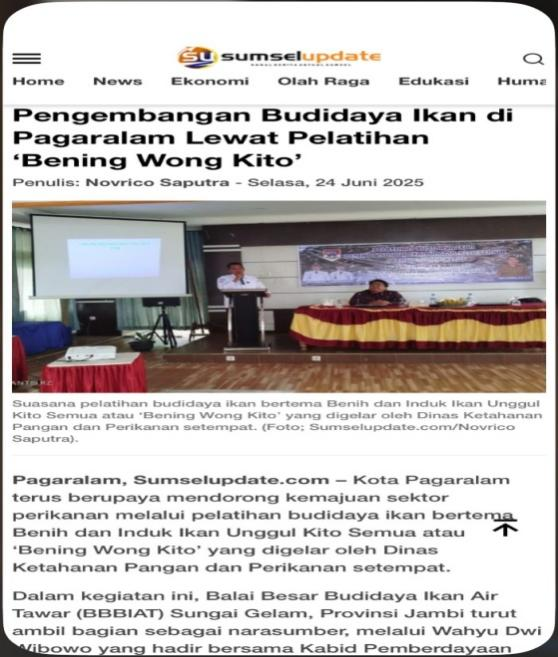 sumselupdate
Home News Ekonomi Olah Raga Edukasi Huma
Pengembangan Budidaya Ikan di
Pagaralam Lewat Pelatihan
‘Bening Wong Kito’
Penulis: Novrico Saputra - Selasa, 24 Juni 2025
Suasana pelatihan budidaya ikan bertema Benih dan Induk Ikan Unggul
Kito Semua atau ‘Bening Wong Kito’ yang digelar oleh Dinas Ketahanan
Pangan dan Perikanan setempat. (Foto; Sumselupdate.com/Novrico
Saputra).
Pagaralam, Sumselupdate.com – Kota Pagaralam
terus berupaya mendorong kemajuan sektor
perikanan melalui pelatihan budidaya ikan bertema
Benih dan Induk Ikan Unggul Kito Semua atau
‘Bening Wong Kito’ yang digelar oleh Dinas
Ketahanan Pangan dan Perikanan setempat.
Dalam kegiatan ini, Balai Besar Budidaya Ikan Air
Tawar (BBBIAT) Sungai Gelam, Provinsi Jambi turut
ambil bagian sebagai narasumber, melalui Wahyu Dwi
Wibowo yang hadir bersama Kabid Pemberdayaan